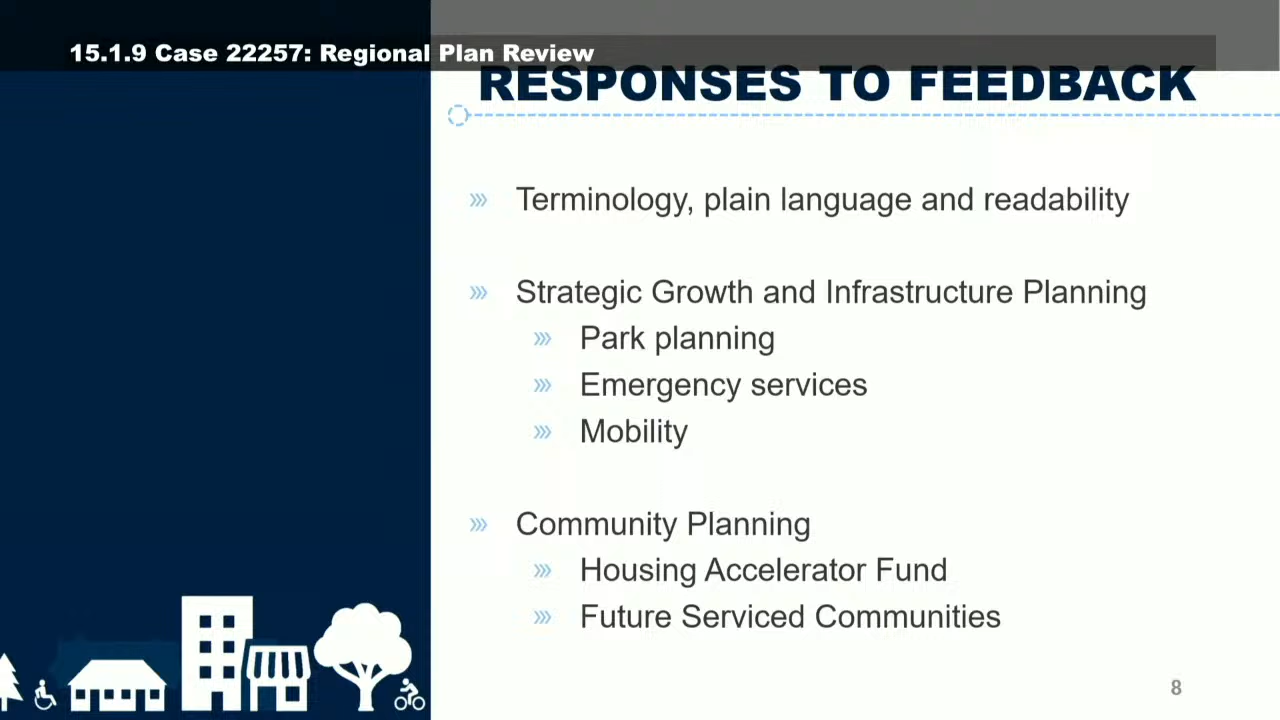 15.1.9 Case 22257: Regional Plan Review
RESPONSES TO FEEDBACK
Terminology, plain language and readability
Strategic Growth and Infrastructure Planning
Park planning
Emergency services
Mobility
Community Planning
Housing Accelerator Fund
Future Serviced Communities
8